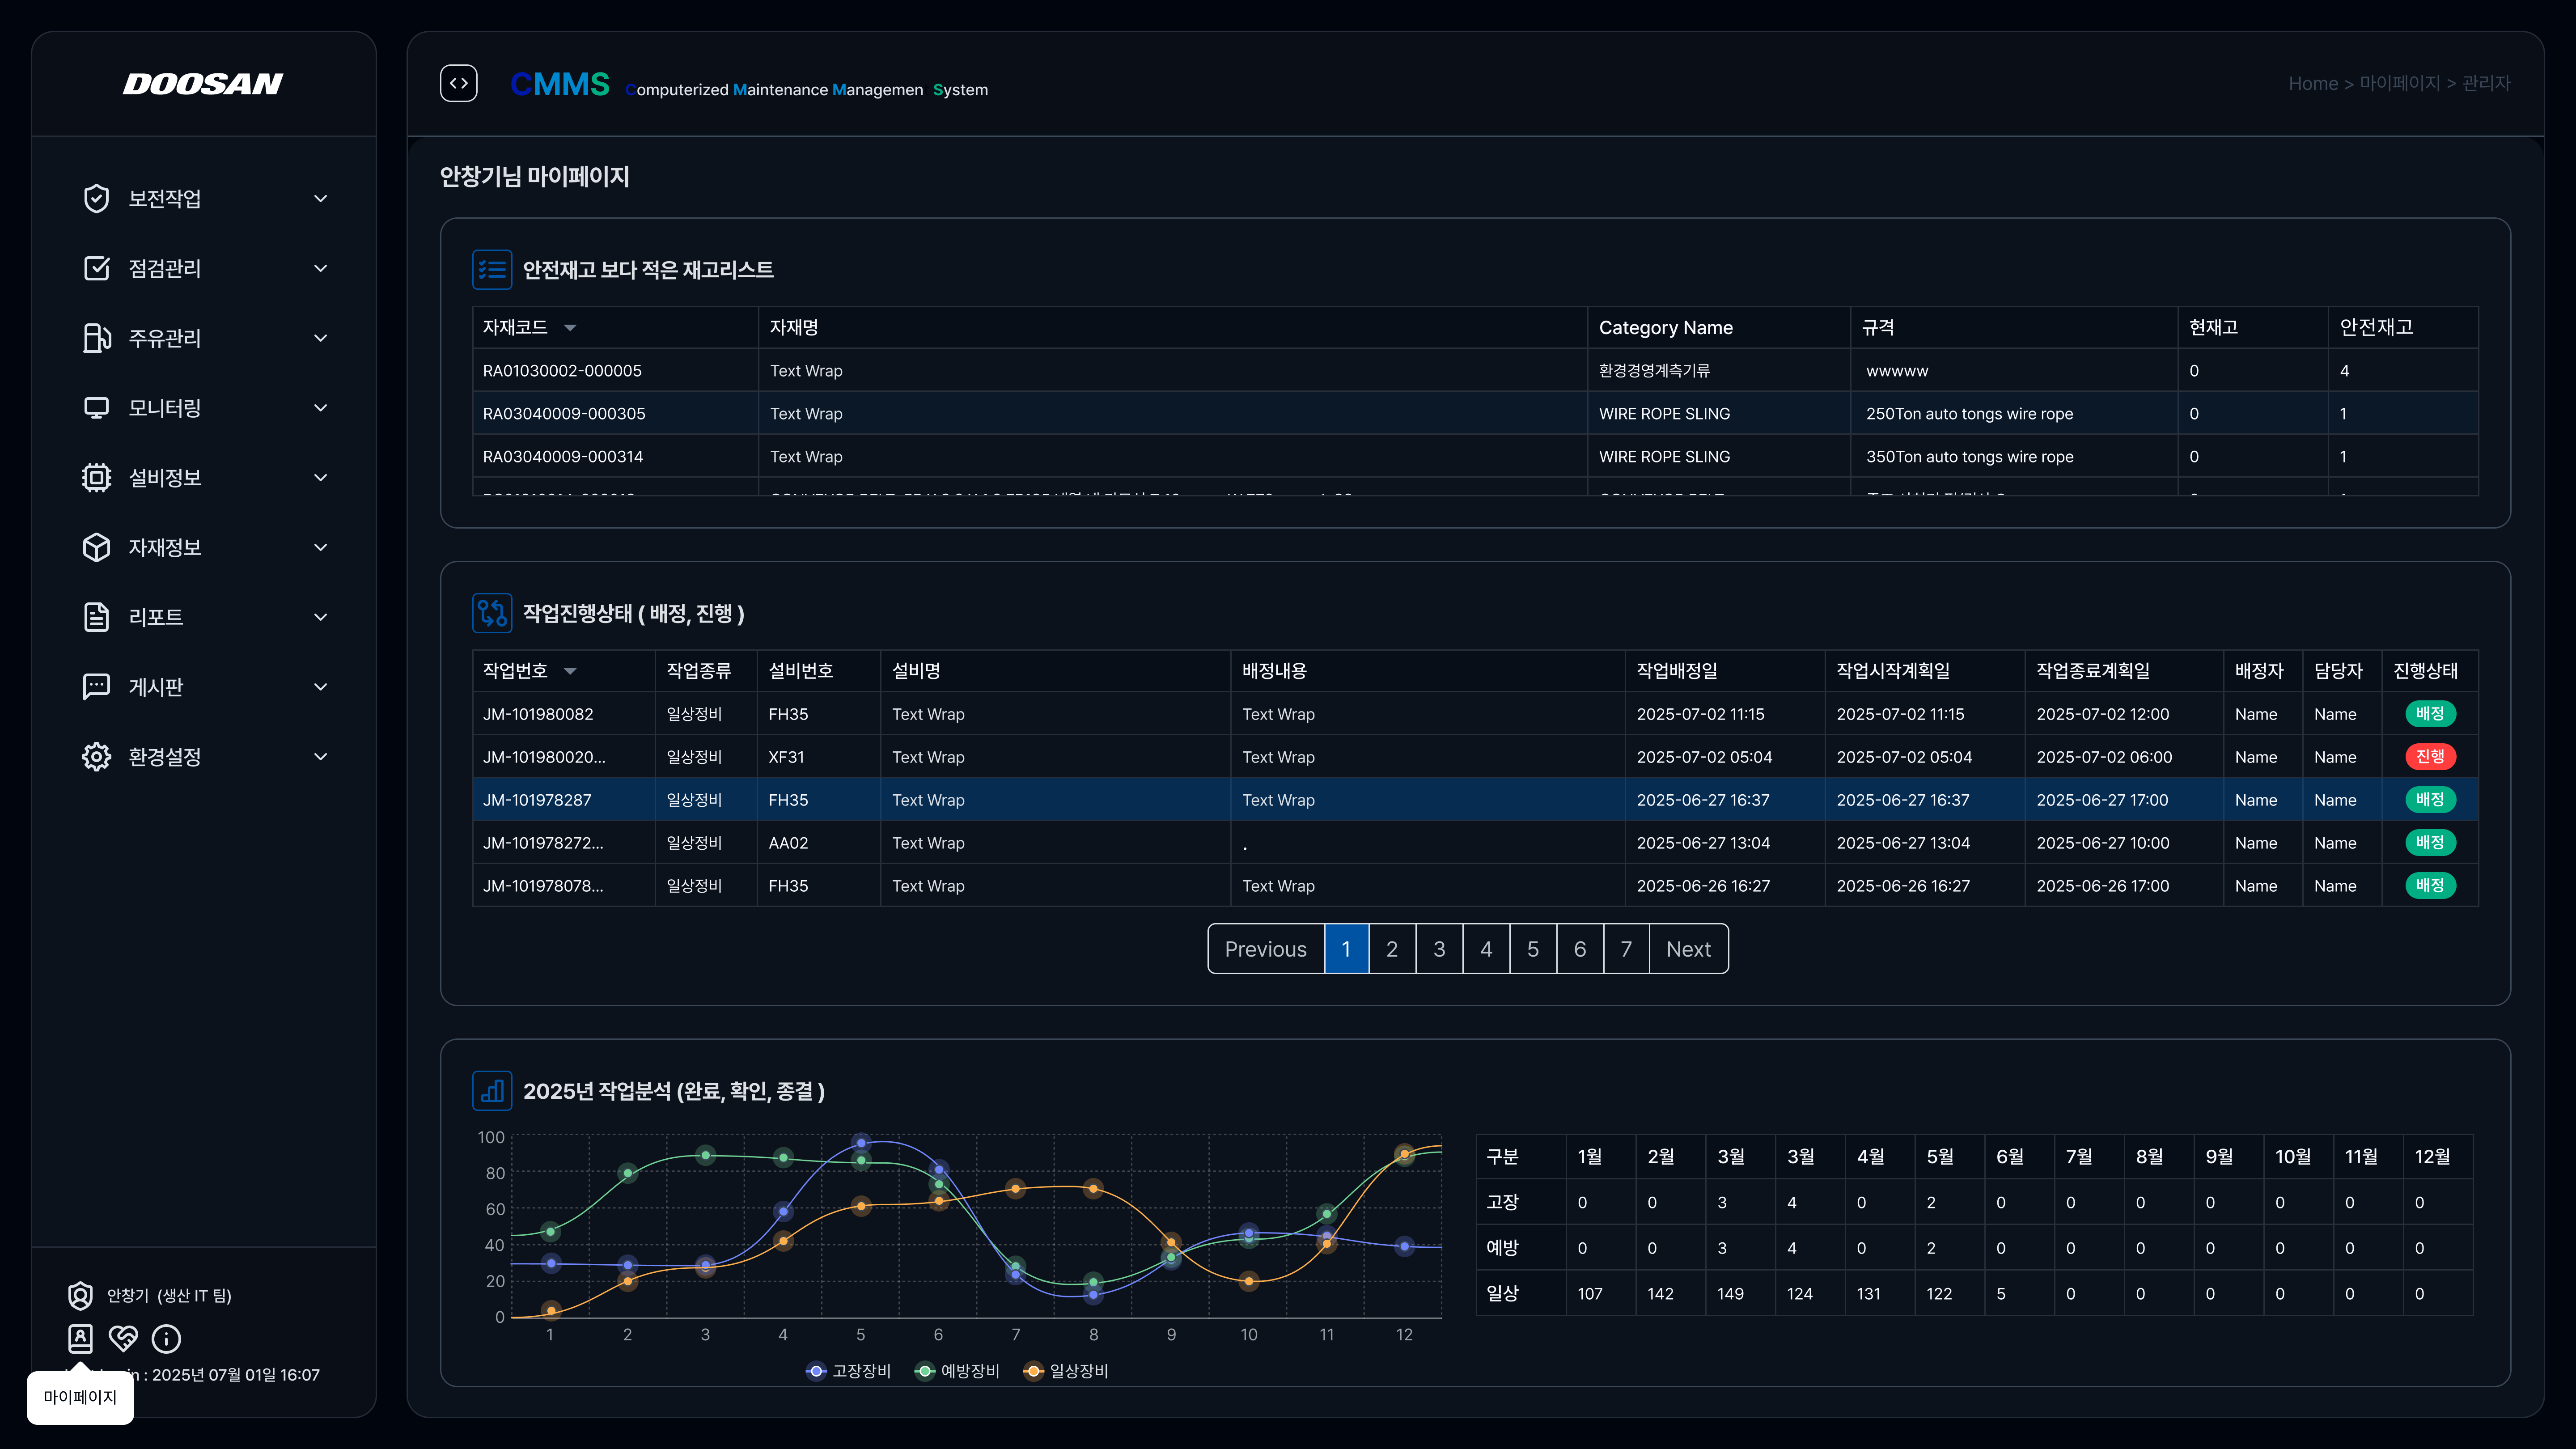 DOOSAN
보전작업
점검관리
주유관리
모니터링
설비정보
자재정보
리포트
게시판
환경설정
안창기 (생산 IT 팀)
: 2025년 07월 01일 16:07
마이페이지
CMMS Computerized Maintenance Managemen System
Home > 마이페이지 > 관리자
안창기님 마이페이지
안전재고 보다 적은 재고리스트
자재코드 자재명 Category Name 규격 현재고 안전재고
RA01030002-000005 Text Wrap 환경경영계측기류 wwwww 0 4
RA03040009-000305 Text Wrap WIRE ROPE SLING 250Ton auto tongs wire rope 0 1
RA03040009-000314 Text Wrap WIRE ROPE SLING 350Ton auto tongs wire rope 0 1
작업진행상태 ( 배정, 진행 )
작업번호 작업종류 설비번호 설비명 배정내용 작업배정일 작업시작계획일 작업종료계획일 배정자 담당자 진행상태
JM-101980082 일상정비 FH35 Text Wrap Text Wrap 2025-07-02 11:15 2025-07-02 11:15 2025-07-02 12:00 Name Name 배정
JM-101980020... 일상정비 XF31 Text Wrap Text Wrap 2025-07-02 05:04 2025-07-02 05:04 2025-07-02 06:00 Name Name 진행
JM-101978287 일상정비 FH35 Text Wrap Text Wrap 2025-06-27 16:37 2025-06-27 16:37 2025-06-27 17:00 Name Name 배정
JM-101978272... 일상정비 AA02 Text Wrap . 2025-06-27 13:04 2025-06-27 13:04 2025-06-27 10:00 Name Name 배정
JM-101978078... 일상정비 FH35 Text Wrap Text Wrap 2025-06-26 16:27 2025-06-26 16:27 2025-06-26 17:00 Name Name 배정
Previous 1 2 3 4 5 6 7 Next
2025년 작업분석 (완료, 확인, 종결 )
100
80
60
40
20
0
1 2 3 4 5 6 7 8 9 10 11 12
고장장비 예방장비 일상장비
구분 1월 2월 3월 3월 4월 5월 6월 7월 8월 9월 10월 11월 12월
고장 0 0 3 4 0 2 0 0 0 0 0 0 0
예방 0 0 3 4 0 2 0 0 0 0 0 0 0
일상 107 142 149 124 131 122 5 0 0 0 0 0 0